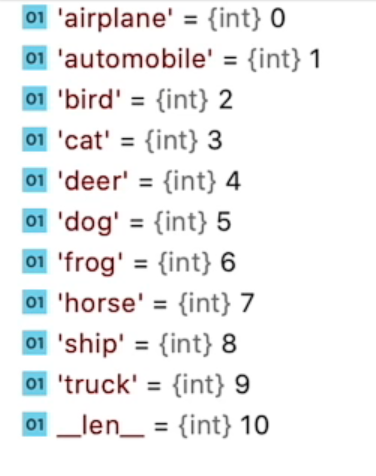 01 'airplane' = {int} 0
01 'automobile' = {int} 1
01 'bird' = {int} 2
01 'cat' = {int} 3
01 'deer' = {int} 4
01 'dog' = {int} 5
01 'frog' = {int} 6
01 'horse' = {int} 7
01 'ship' = {int} 8
01 'truck' = {int} 9
01 __len__ = {int} 10